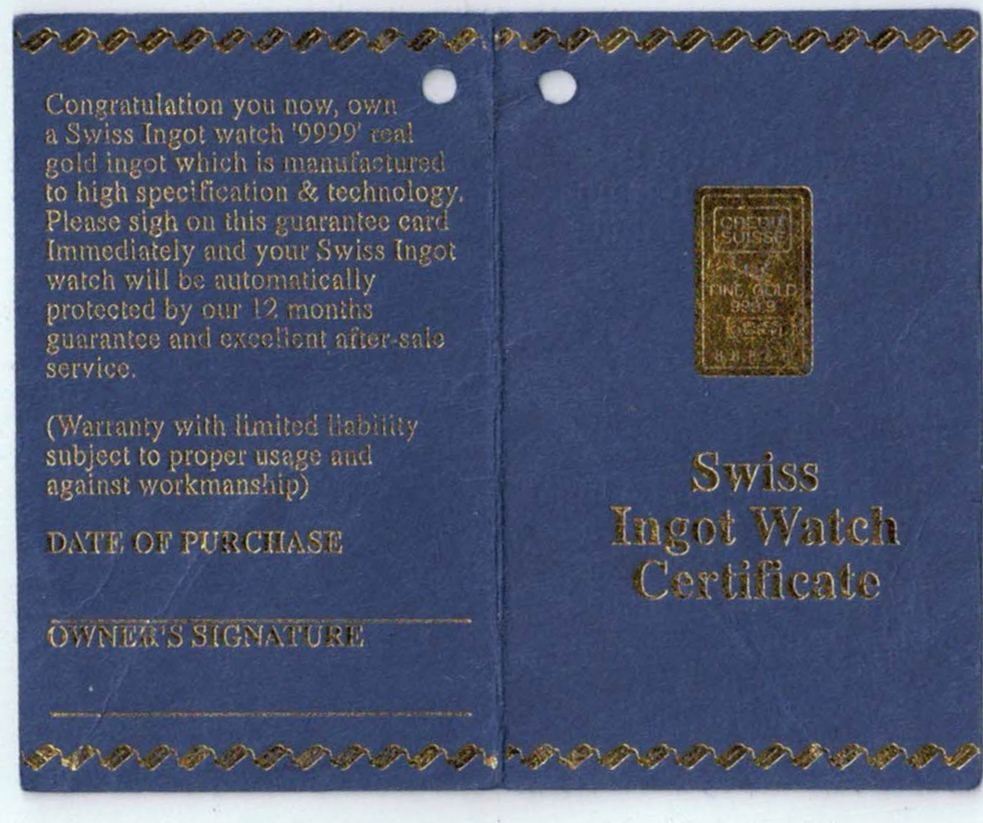 Congratulation you now, own
a Swiss Ingot watch '9999' real
gold ingot which is manufactured
to high specification & technology.
Please sigh on this guarantee card
Immediately and your Swiss Ingot
watch will be automatically
protected by our 12 months
guarantee and excellent after-sale
service.
(Warranty with limited liability
subject to proper usage and
against workmanship)
DATE OF PURCHASE
OWNER'S SIGNATURE
CREDIT
SUISSE
FINE GOLD
999.9
Swiss
Ingot Watch
Certificate